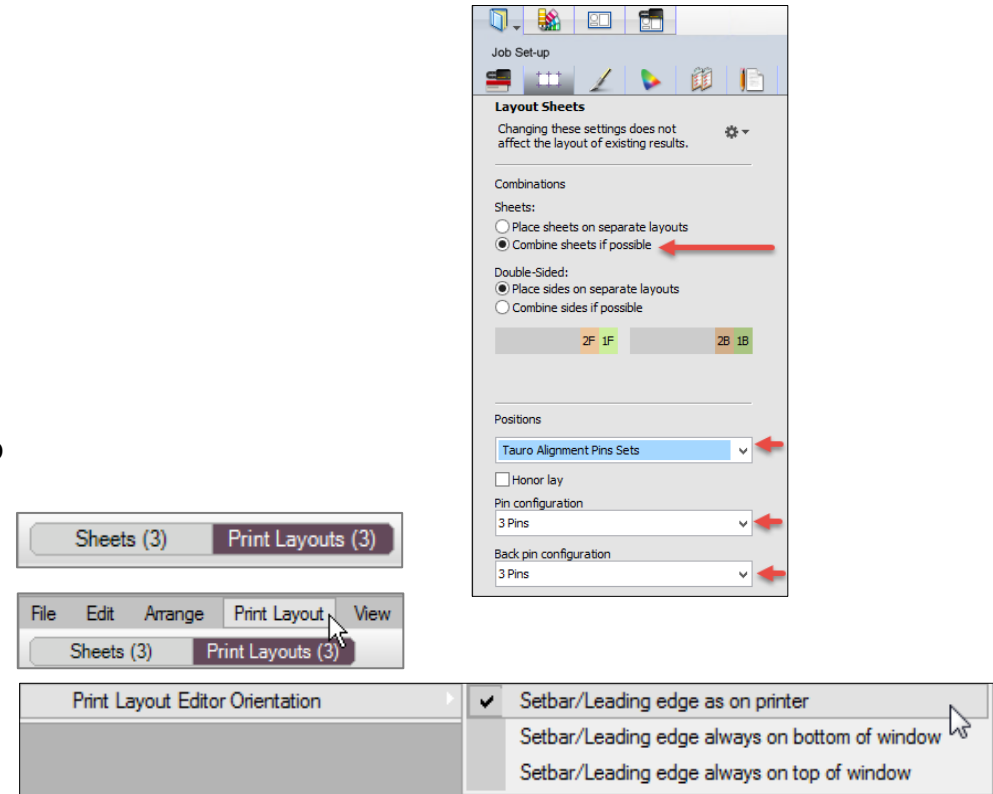 Job Set-up
Layout Sheets
Changing these settings does not
affect the layout of existing results.
Combinations
Sheets:
Place sheets on separate layouts
Combine sheets if possible
Double-Sided:
Place sides on separate layouts
Combine sides if possible
2F 1F 2B 1B
Positions
Tauro Alignment Pins Sets
Honor lay
Pin configuration
3 Pins
Back pin configuration
3 Pins
Sheets (3) Print Layouts (3)
File Edit Arrange Print Layout View
Sheets (3) Print Layouts (3)
Print Layout Editor Orientation
Setbar/Leading edge as on printer
Setbar/Leading edge always on bottom of window
Setbar/Leading edge always on top of window